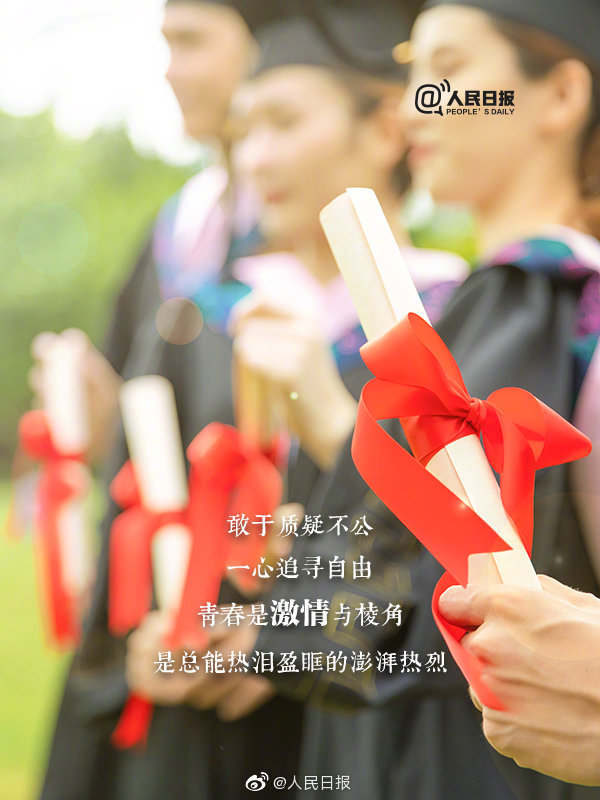 @人民日报
PEOPLE'S DAILY
敢于质疑不公
一心追寻自由
青春是激情与棱角
是总能热泪盈眶的澎湃热烈
@人民日报